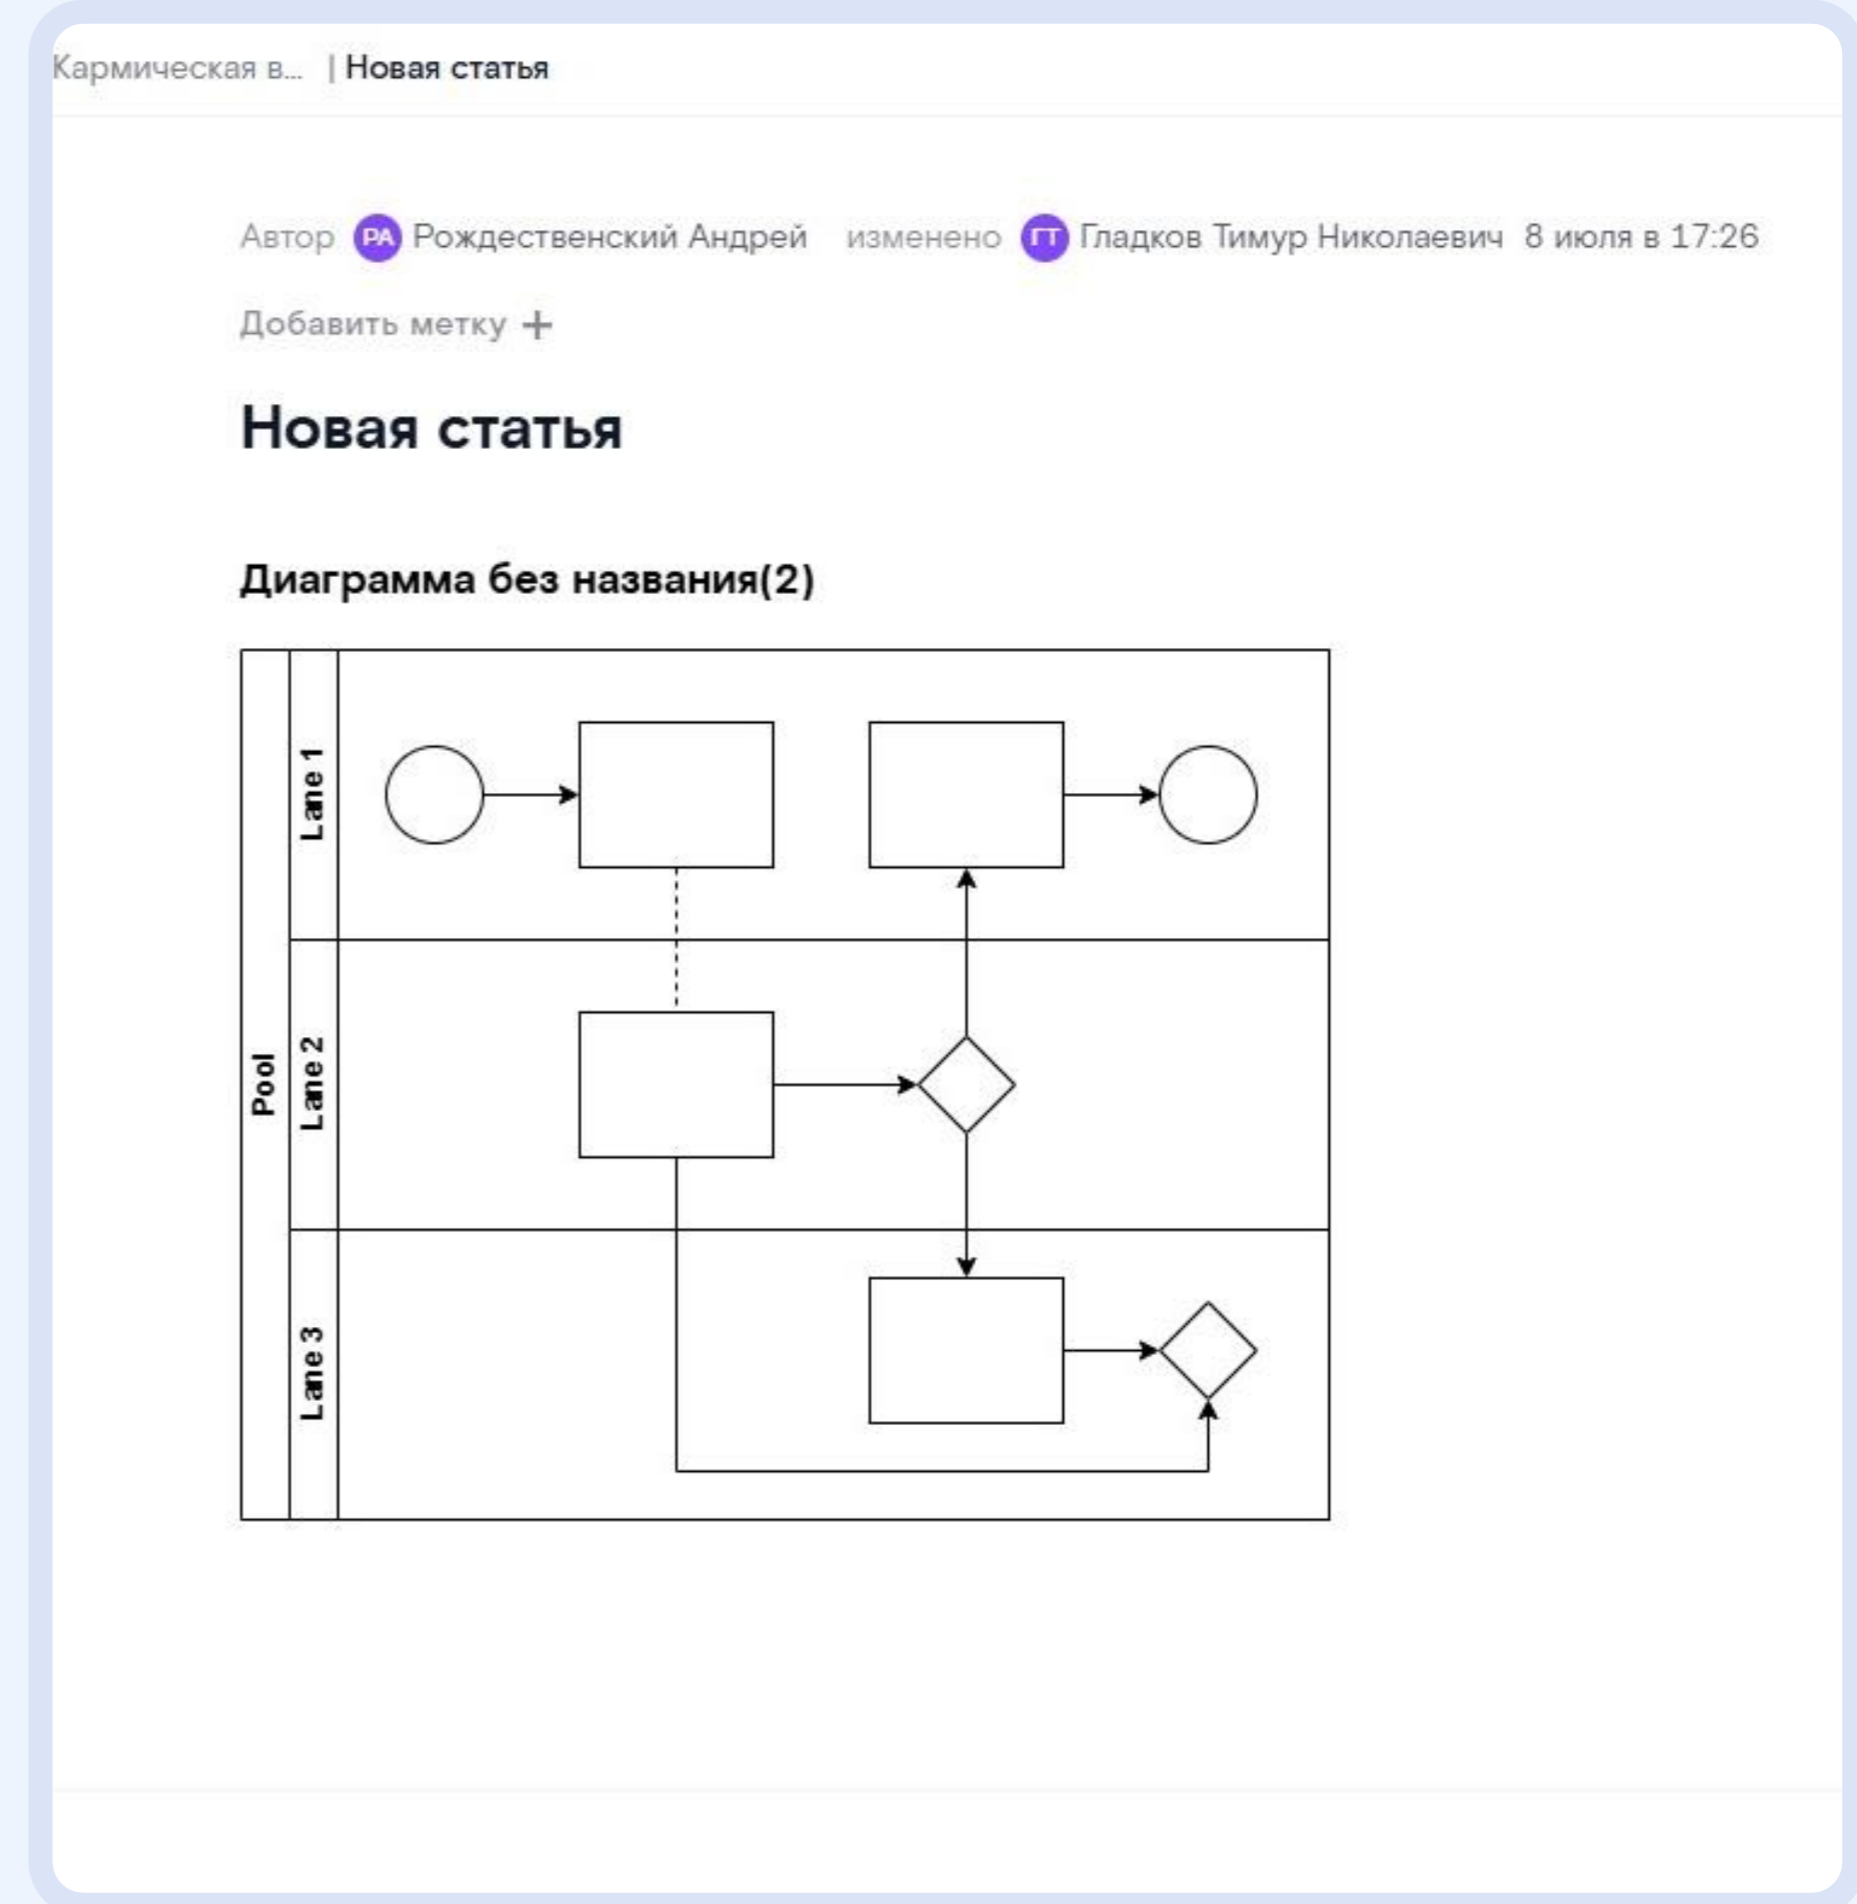 Кармическая в... | Новая статья
Автор РА Рождественский Андрей изменено ГТ Гладков Тимур Николаевич 8 июля в 17:26
Добавить метку +
Новая статья
Диаграмма без названия(2)
Pool
Lane 1
Lane 2
Lane 3